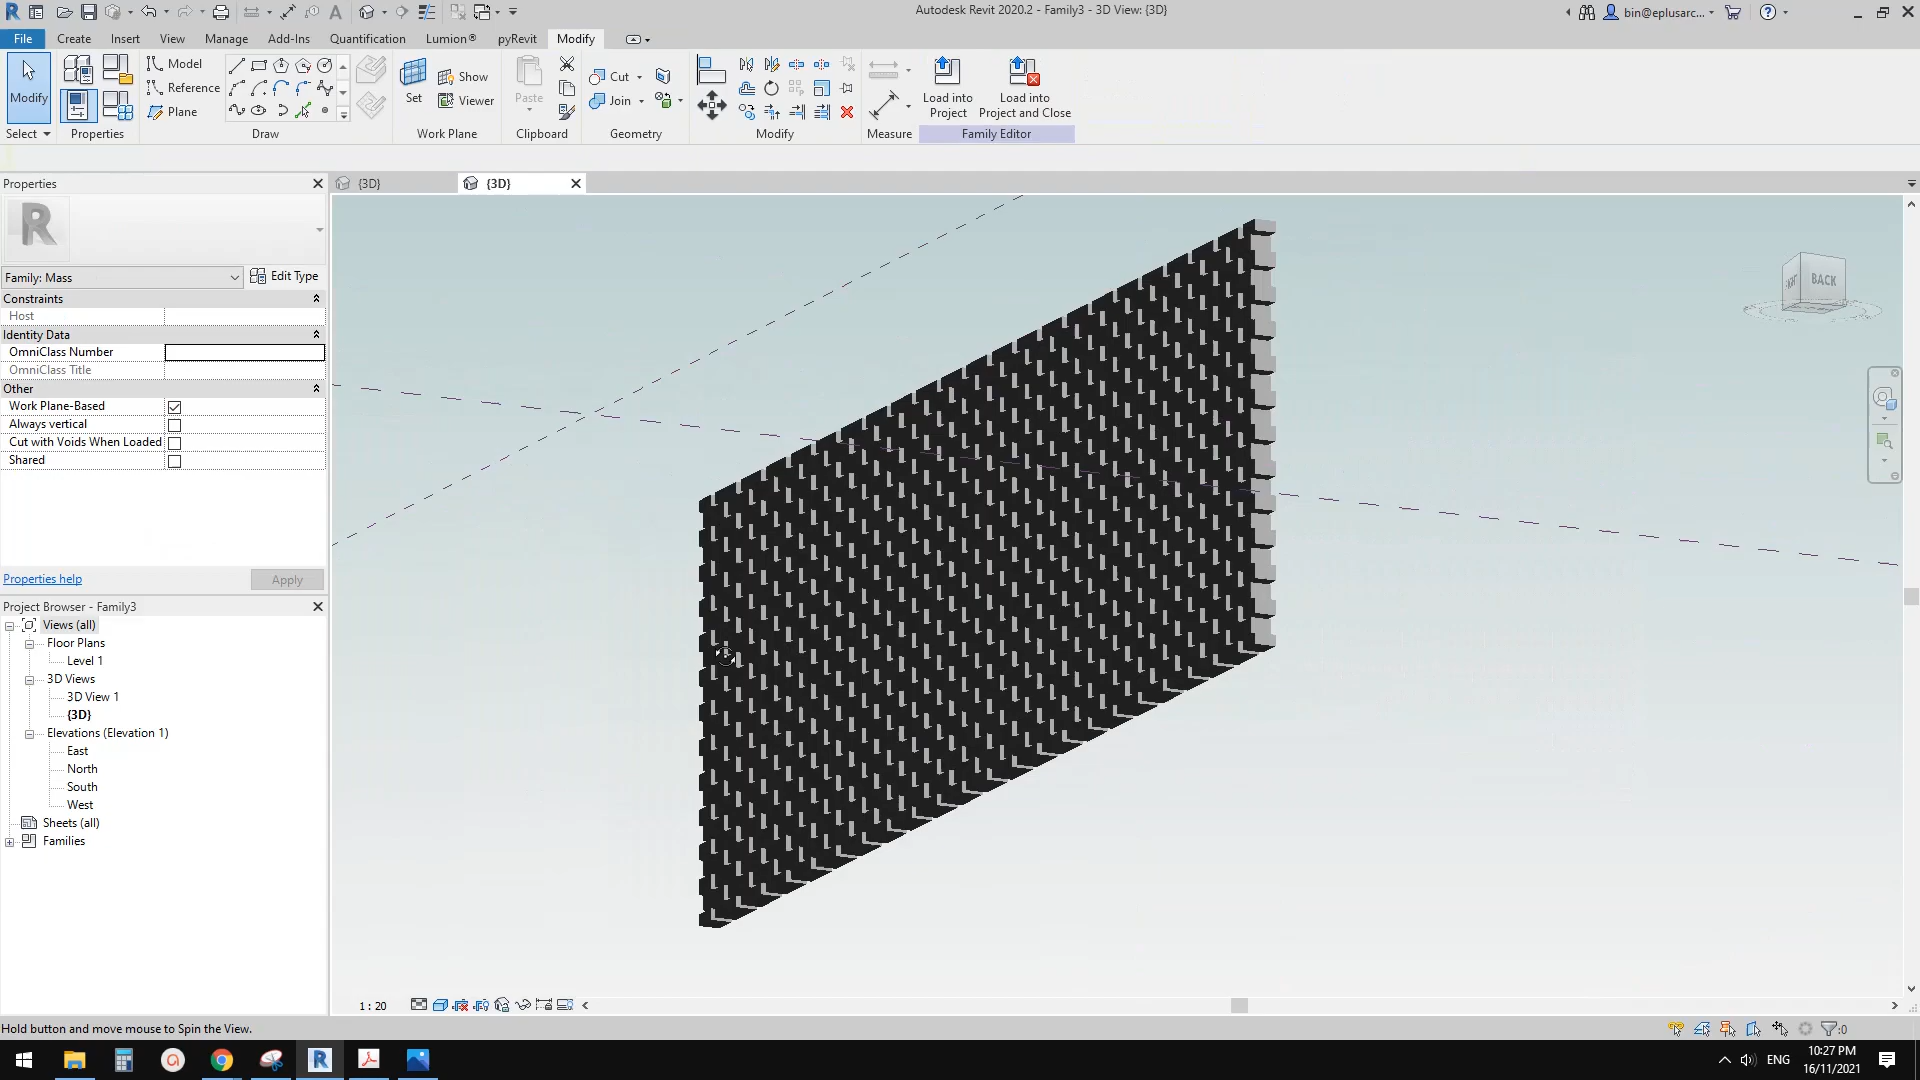 Autodesk Revit 2020.2 - Family3 - 3D View: {3D}
bin@eplusarc...
File Create Insert View Manage Add-Ins Quantification Lumion® pyRevit Modify
Modify
Model
Reference
Plane
Set
Show
Viewer
Paste
Cut
Join
Load into
Project
Load into
Project and Close
Select Properties Draw Work Plane Clipboard Geometry Modify Measure Family Editor
Properties
{3D}
{3D}
R
Family: Mass
Edit Type
Constraints
Host
Identity Data
OmniClass Number
OmniClass Title
Other
Work Plane-Based
Always vertical
Cut with Voids When Loaded
Shared
BACK
Properties help
Apply
Project Browser - Family3
Views (all)
Floor Plans
Level 1
3D Views
3D View 1
{3D}
Elevations (Elevation 1)
East
North
South
West
Sheets (all)
Families
1 : 20
Hold button and move mouse to Spin the View.
:0
ENG
10:27 PM
16/11/2021